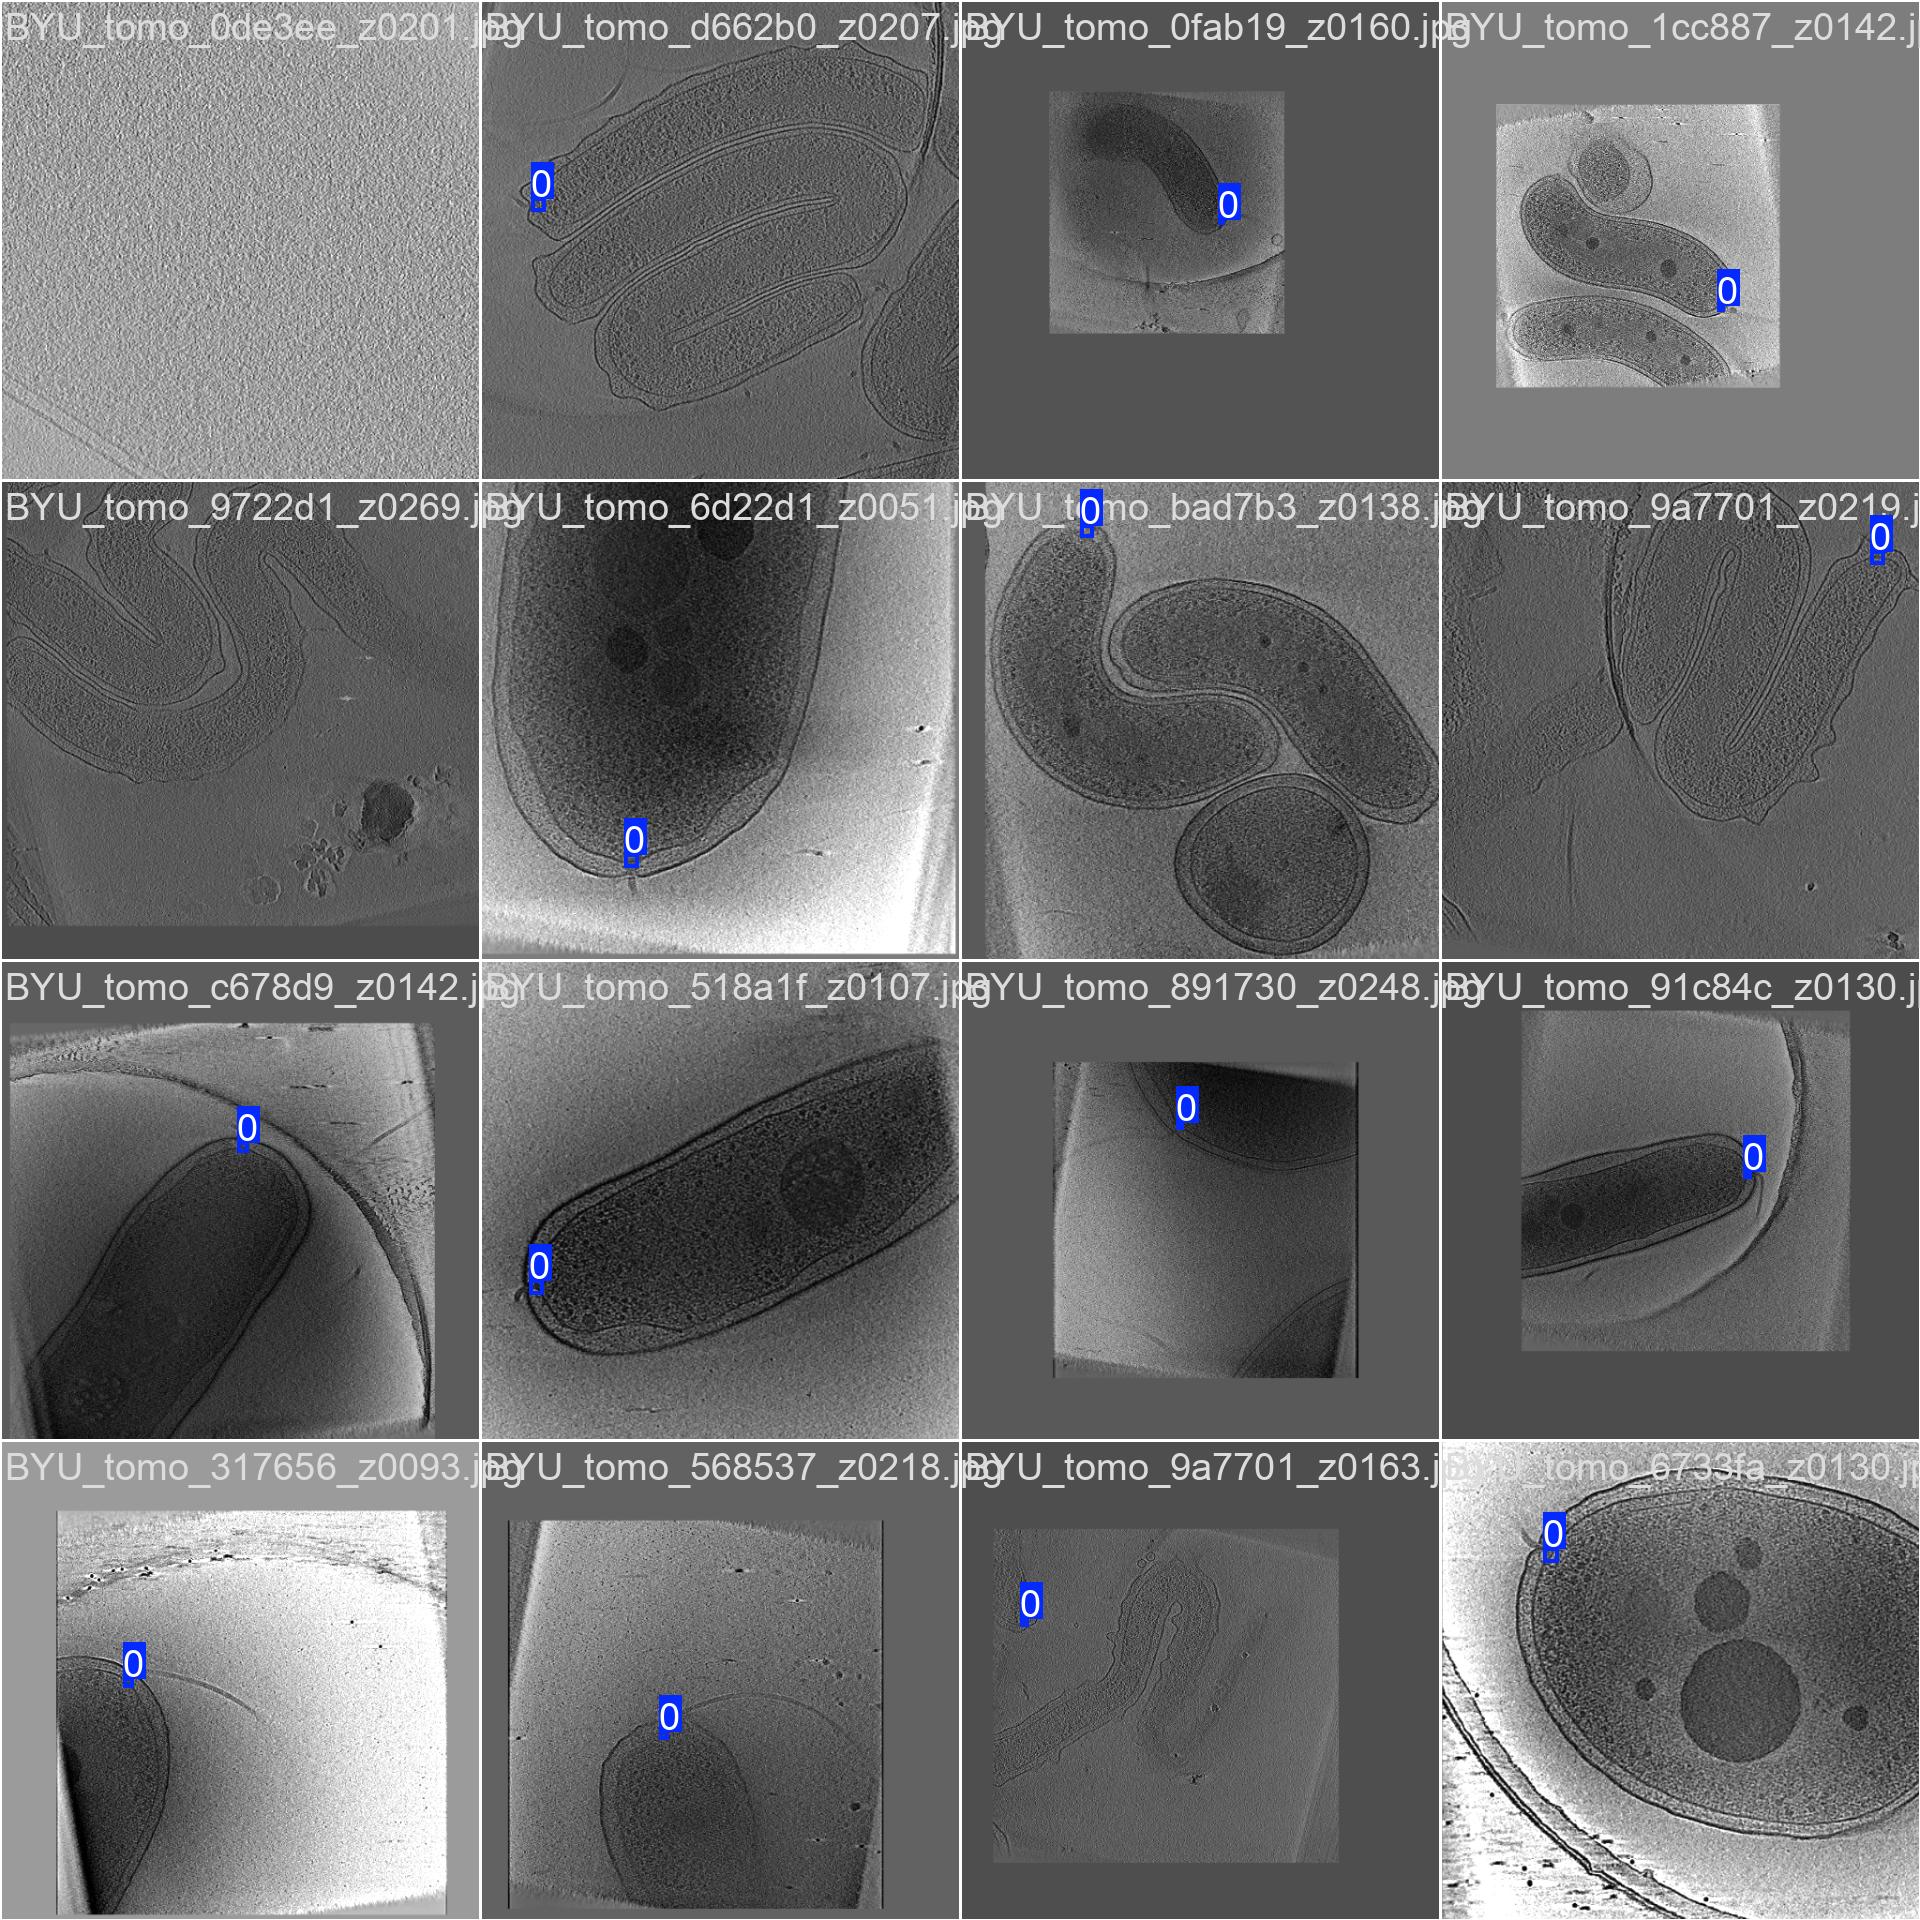 BYU_tomo_0de3ee_z0201.jpg
BYU_tomo_d662b0_z0207.jpg
BYU_tomo_0fab19_z0160.jpg
BYU_tomo_1cc887_z0142.j
0
0
0
BYU_tomo_9722d1_z0269.jpg
BYU_tomo_6d22d1_z0051.jpg
BYU_tomo_bad7b3_z0138.jpg
BYU_tomo_9a7701_z0219.j
0
0
0
BYU_tomo_c678d9_z0142.jpg
BYU_tomo_518a1f_z0107.jpg
BYU_tomo_891730_z0248.jpg
BYU_tomo_91c84c_z0130.j
0
0
0
0
BYU_tomo_317656_z0093.jpg
BYU_tomo_568537_z0218.jpg
BYU_tomo_9a7701_z0163.j
BYU_tomo_6733fa_z0130.j
0
0
0
0